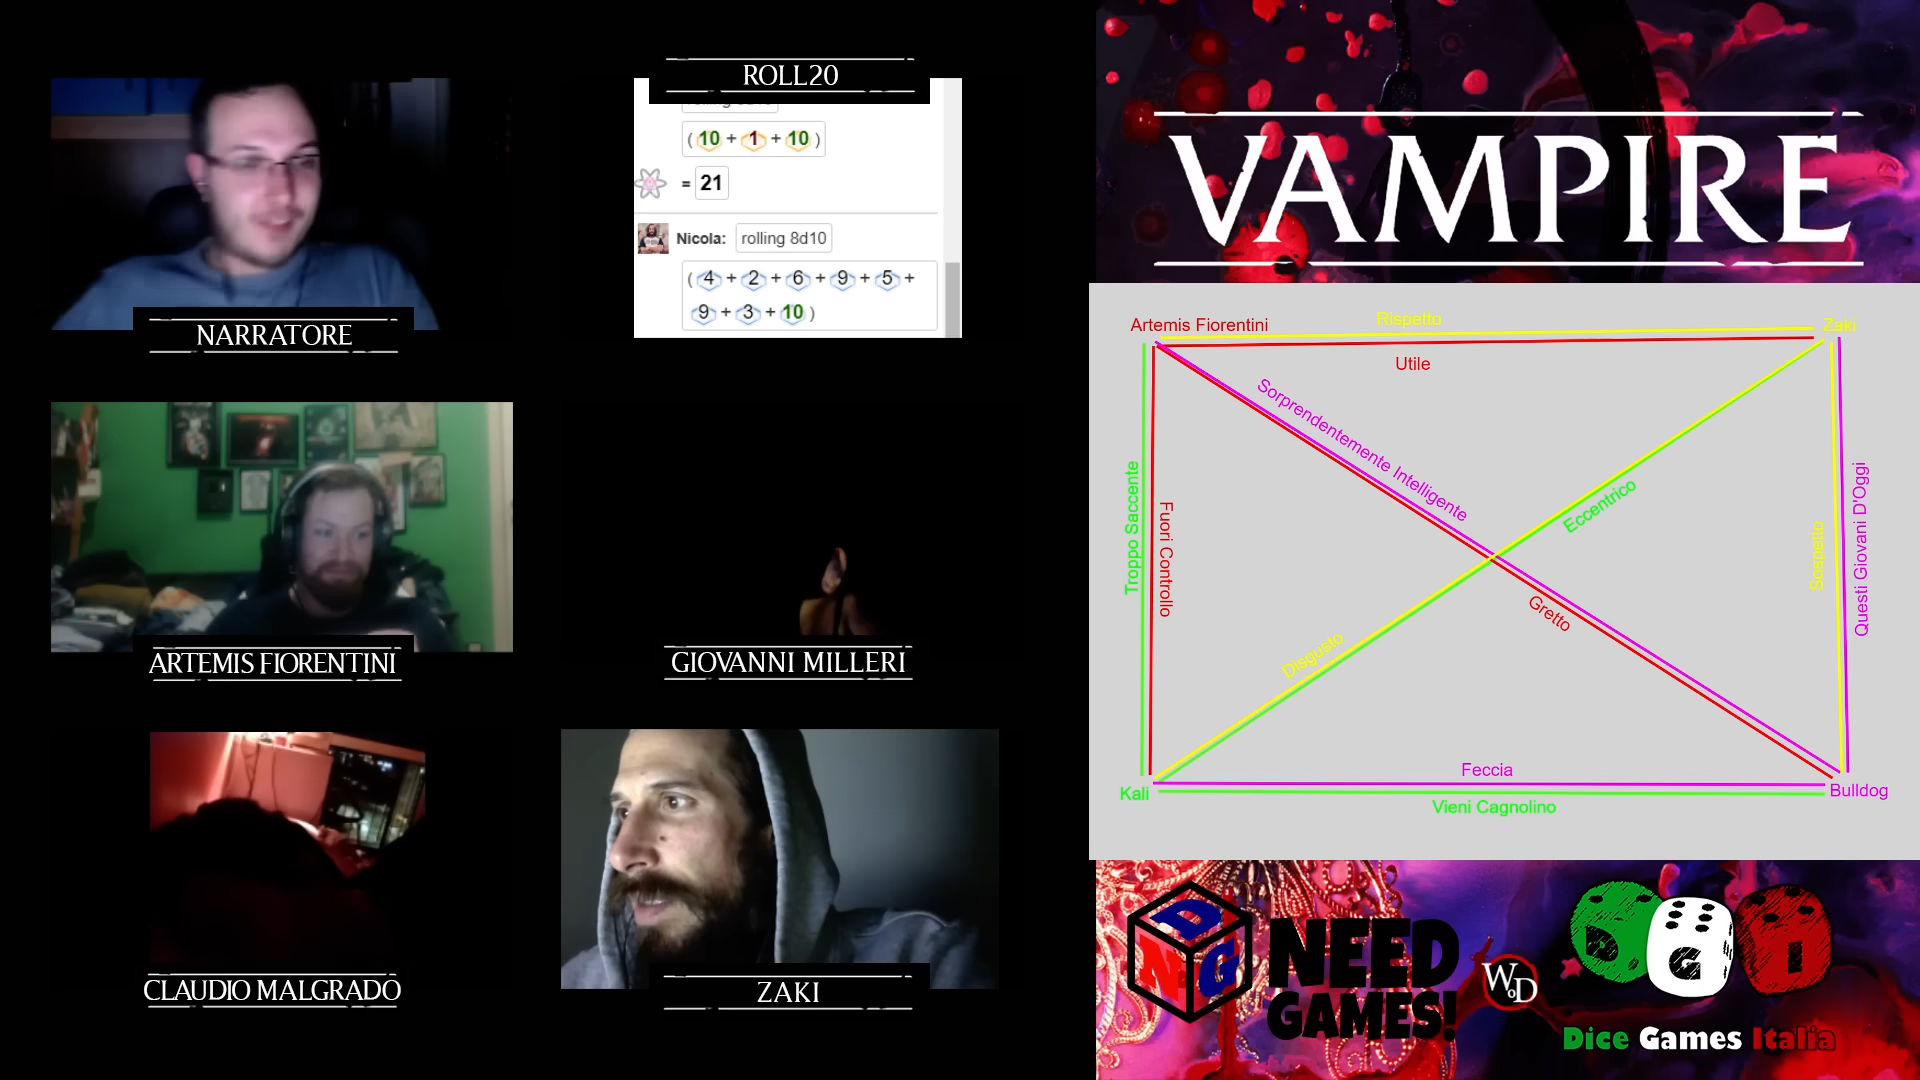 ROLL20
( 10 + 1 + 10 )
= 21
Nicola: rolling 8d10
( 4 + 2 + 6 + 9 + 5 +
9 + 3 + 10 )
NARRATORE
ARTEMIS FIORENTINI
GIOVANNI MILLERI
CLAUDIO MALGRADO
ZAKI
VAMPIRE
Artemis Fiorentini
Rispetto
Zaki
Utile
Sorprendentemente Intelligente
Troppo Saccente
Fuori Controllo
Eccentrico
Sospetto
Questi Giovani D'Oggi
Gretto
Disgusto
Feccia
Kali
Vieni Cagnolino
Bulldog
DNG
NEED
GAMES!
WoD
D G I
Dice Games Italia